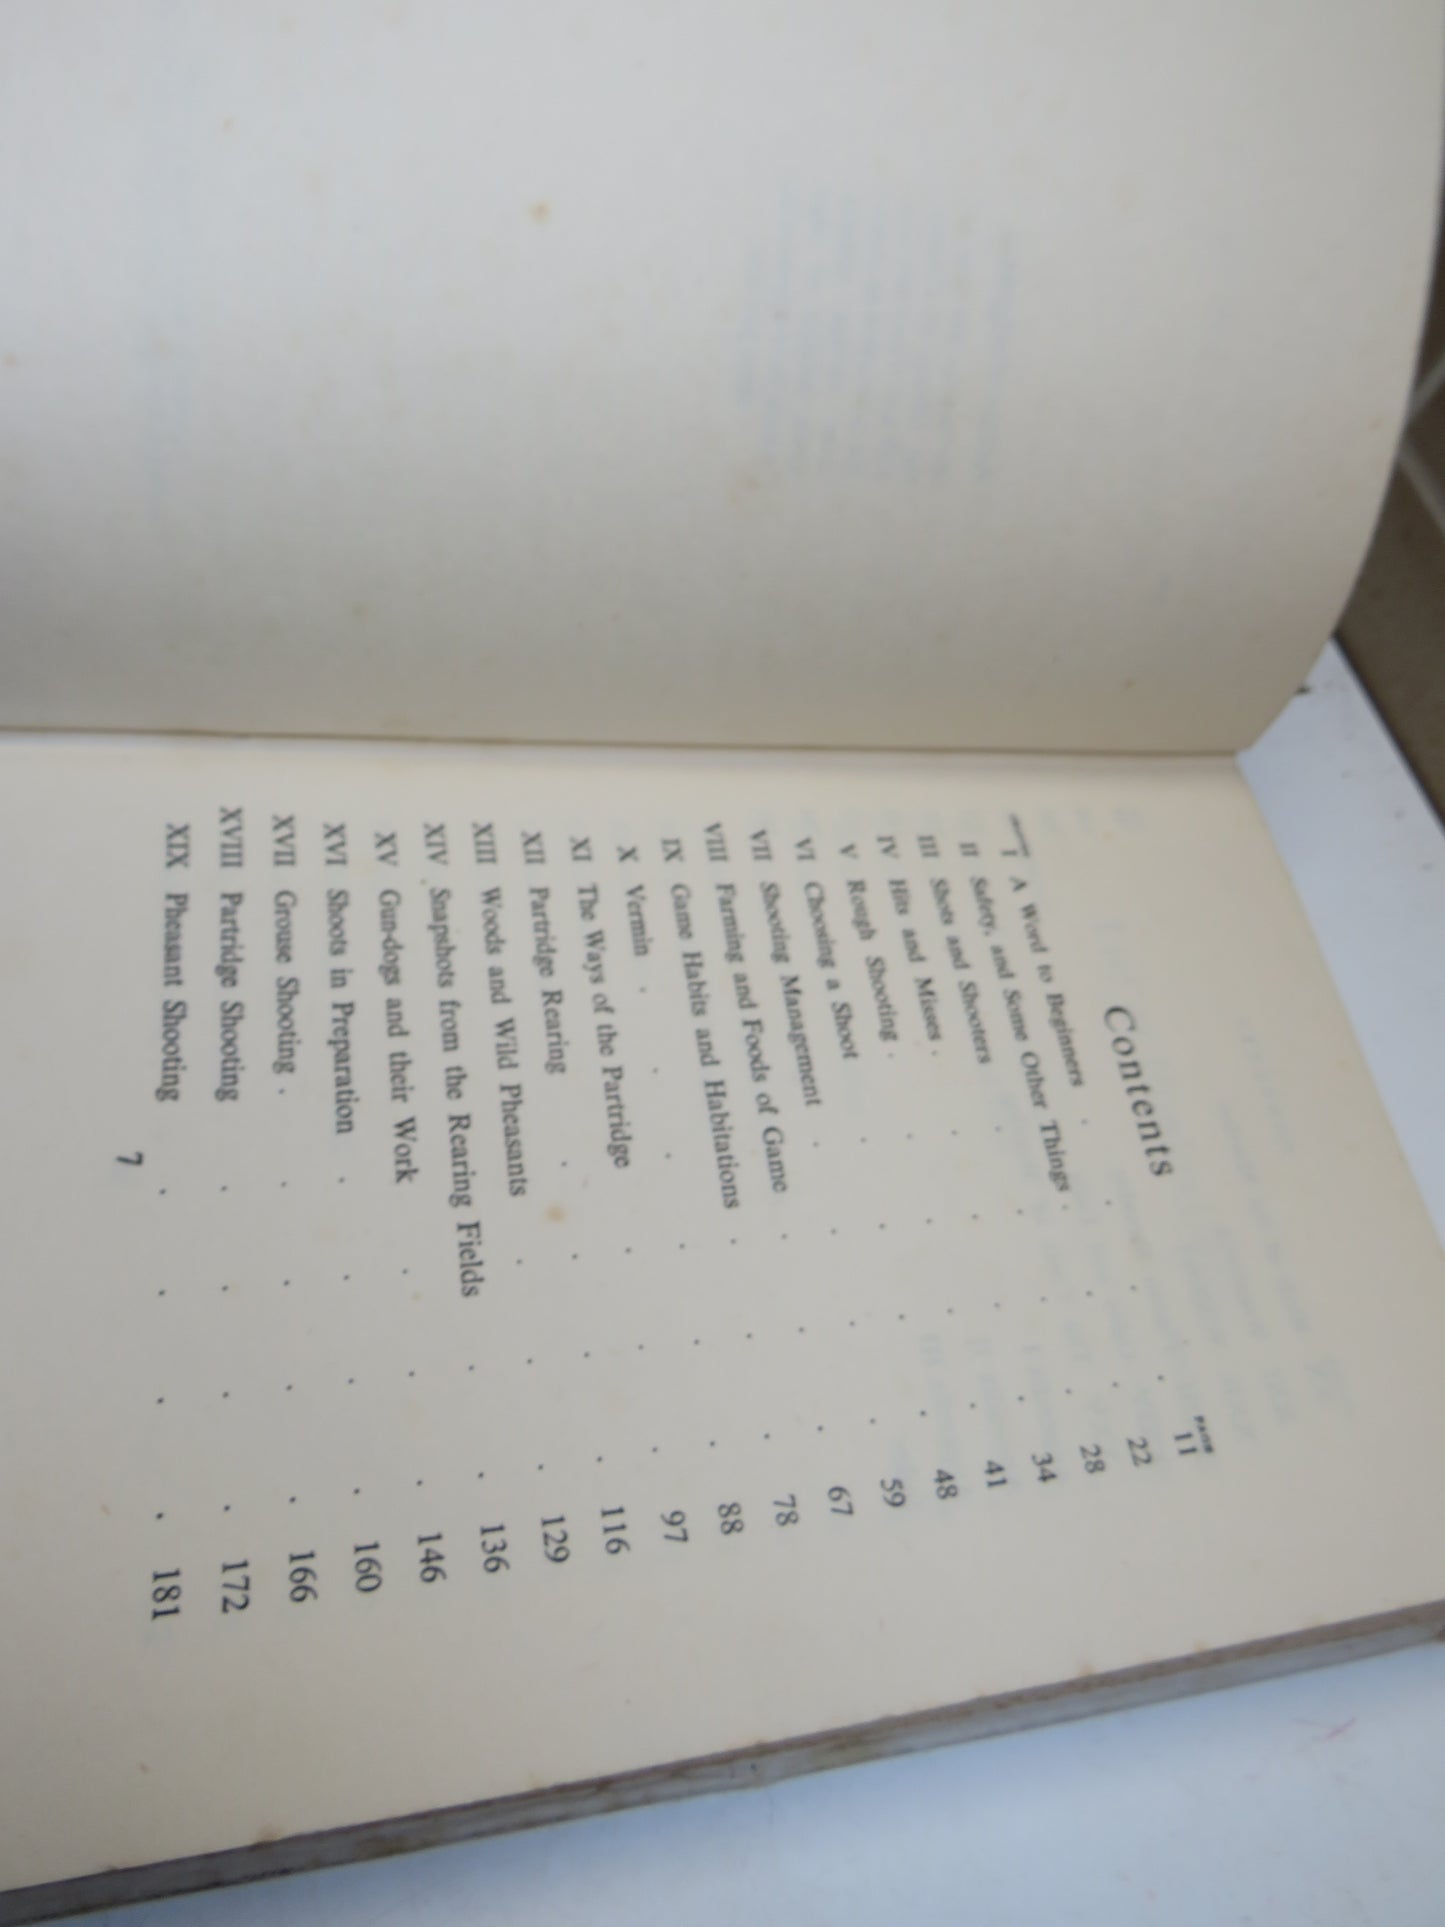 Contents
PAGE
I A Word to Beginners . . . . 11
II Safety, and Some Other Things . . . 22
III Shots and Shooters . . . . 28
IV Hits and Misses . . . . . 34
V Rough Shooting . . . . . 41
VI Choosing a Shoot . . . . 48
VII Shooting Management . . . . 59
VIII Farming and Foods of Game . . . 67
IX Game Habits and Habitations . . . 78
X Vermin . . . . . . 88
XI The Ways of the Partridge . . . 97
XII Partridge Rearing . . . . 116
XIII Woods and Wild Pheasants . . . 129
XIV Snapshots from the Rearing Fields . . 136
XV Gun-dogs and their Work . . . 146
XVI Shoots in Preparation . . . . 160
XVII Grouse Shooting . . . . . 166
XVIII Partridge Shooting . . . . 172
XIX Pheasant Shooting . . . . 181
7